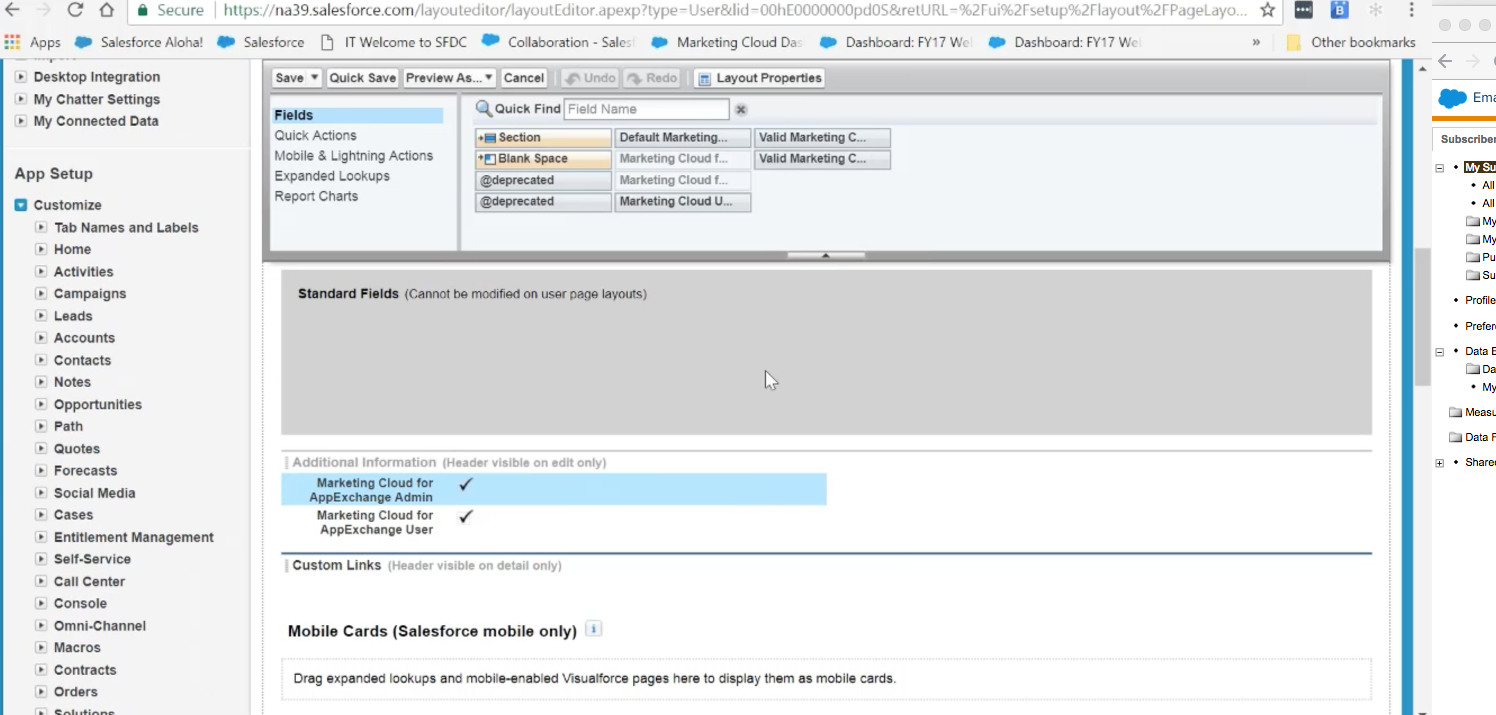 Secure https://na39.salesforce.com/layouteditor/layoutEditor.apexp?type=User&lid=00hE0000000pd0S&retURL=%2Fui%2Fsetup%2Flayout%2FPageLayo...
Apps Salesforce Aloha! Salesforce IT Welcome to SFDC Collaboration - Sales Marketing Cloud Das Dashboard: FY17 Wel Dashboard: FY17 Wel » Other bookmarks
Desktop Integration
My Chatter Settings
My Connected Data
App Setup
Customize
Tab Names and Labels
Home
Activities
Campaigns
Leads
Accounts
Contacts
Notes
Opportunities
Path
Quotes
Forecasts
Social Media
Cases
Entitlement Management
Self-Service
Call Center
Console
Omni-Channel
Macros
Contracts
Orders
Solutions
Save Quick Save Preview As... Cancel Undo Redo Layout Properties
Fields
Quick Actions
Mobile & Lightning Actions
Expanded Lookups
Report Charts
Quick Find Field Name
Section Default Marketing... Valid Marketing C...
Blank Space Marketing Cloud f... Valid Marketing C...
@deprecated Marketing Cloud f...
@deprecated Marketing Cloud U...
Standard Fields (Cannot be modified on user page layouts)
Additional Information (Header visible on edit only)
Marketing Cloud for
AppExchange Admin
Marketing Cloud for
AppExchange User
Custom Links (Header visible on detail only)
Mobile Cards (Salesforce mobile only) i
Drag expanded lookups and mobile-enabled Visualforce pages here to display them as mobile cards.
Ema
Subscriber
My Su
All
All
My
My
Pu
Su
Profile
Prefer
Data E
Da
My
Measu
Data F
Shared